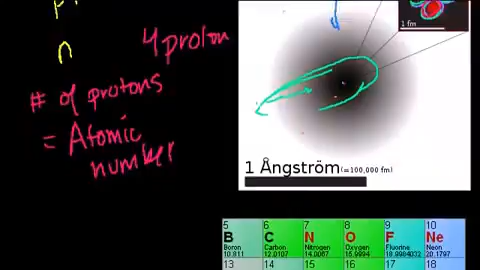 n
4 proton
# of protons
= Atomic
number
1 fm
1 Ångström(=100,000 fm)
5 6 7 8 9 10
B C N O F Ne
Boron Carbon Nitrogen Oxygen Fluorine Neon
10.811 12.0107 14.0067 15.9994 18.9984032 20.1797
13 14 15 16 17 18